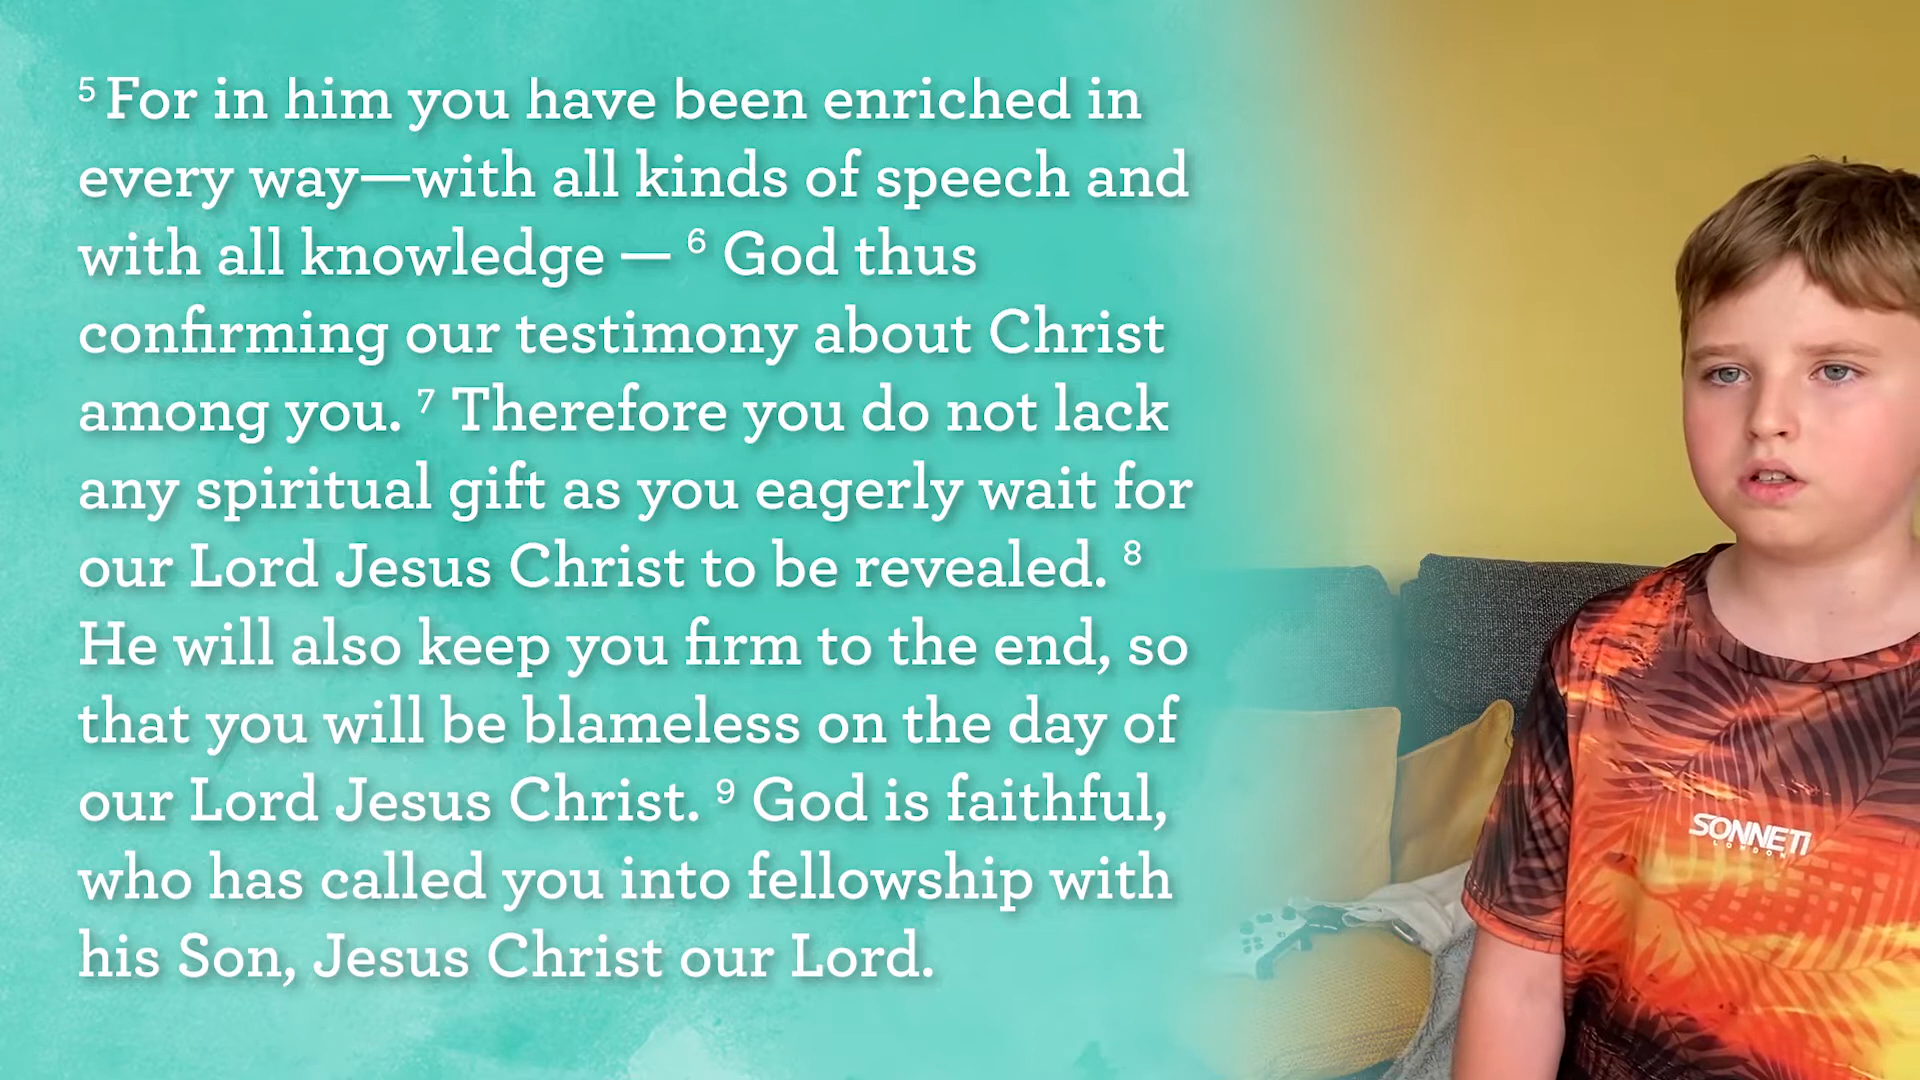 ⁵ For in him you have been enriched in
every way—with all kinds of speech and
with all knowledge — ⁶ God thus
confirming our testimony about Christ
among you. ⁷ Therefore you do not lack
any spiritual gift as you eagerly wait for
our Lord Jesus Christ to be revealed. ⁸
He will also keep you firm to the end, so
that you will be blameless on the day of
our Lord Jesus Christ. ⁹ God is faithful,
who has called you into fellowship with
his Son, Jesus Christ our Lord.
SONNETI
LONDON